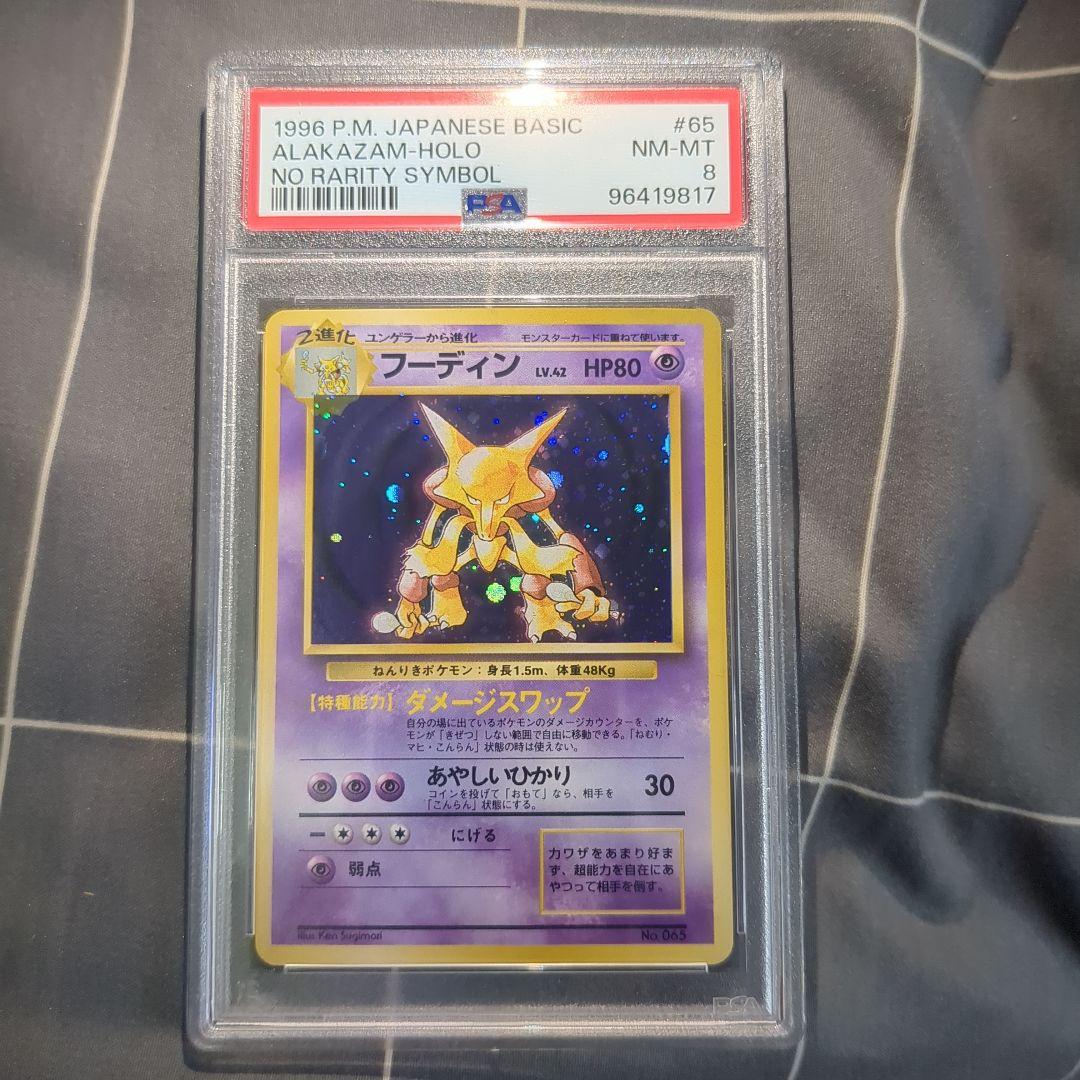 1996 P.M. JAPANESE BASIC #65
ALAKAZAM-HOLO NM-MT
NO RARITY SYMBOL 8
PSA 96419817
2進化 ユンゲラーから進化 モンスターカードに重ねて使います。
フーディン LV.42 HP80
ねんりきポケモン：身長1.5m、体重48Kg
【特種能力】ダメージスワップ
自分の場に出ているポケモンのダメージカウンターを、ポケ
モンが「きぜつ」しない範囲で自由に移動できる。「ねむり・
マヒ・こんらん」状態の時は使えない。
あやしいひかり 30
コインを投げて「おもて」なら、相手を
「こんらん」状態にする。
ー にげる
弱点
力ワザをあまり好ま
ず、超能力を自在にあ
やつって相手を倒す。
Illus. Ken Sugimori No. 065
PSA